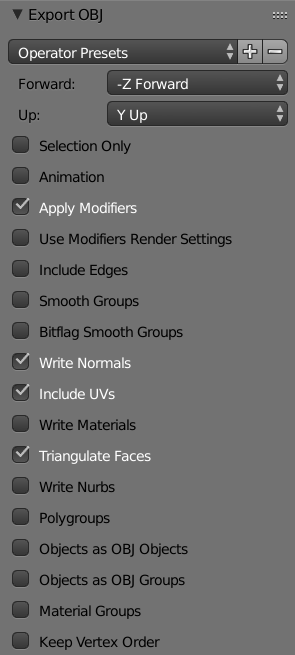 Export OBJ
Operator Presets
Forward: -Z Forward
Up: Y Up
Selection Only
Animation
Apply Modifiers
Use Modifiers Render Settings
Include Edges
Smooth Groups
Bitflag Smooth Groups
Write Normals
Include UVs
Write Materials
Triangulate Faces
Write Nurbs
Polygroups
Objects as OBJ Objects
Objects as OBJ Groups
Material Groups
Keep Vertex Order